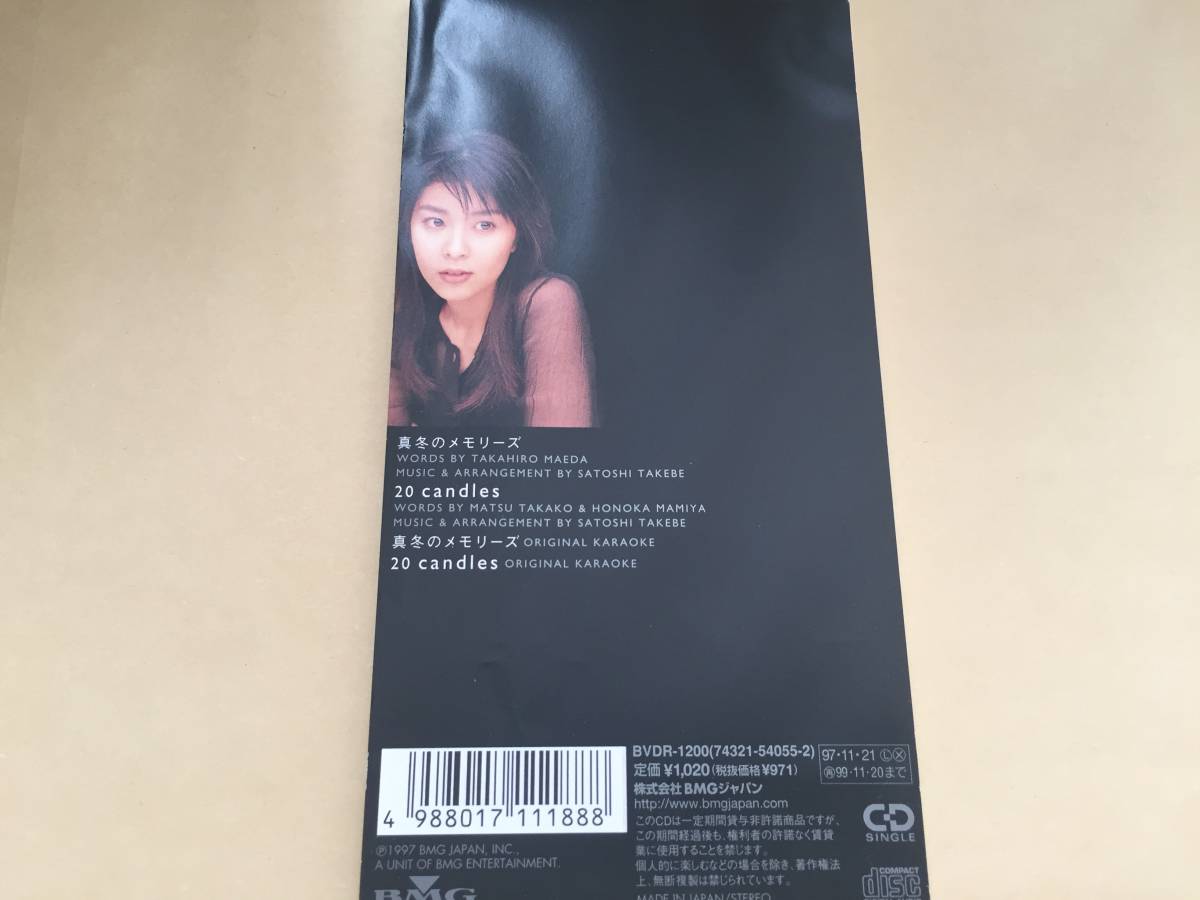 真冬のメモリーズ
WORDS BY TAKAHIRO MAEDA
MUSIC & ARRANGEMENT BY SATOSHI TAKEBE
20 candles
WORDS BY MATSU TAKAKO & HONOKA MAMIYA
MUSIC & ARRANGEMENT BY SATOSHI TAKEBE
真冬のメモリーズ ORIGINAL KARAOKE
20 candles ORIGINAL KARAOKE
4 988017 111888
℗1997 BMG JAPAN, INC.,
A UNIT OF BMG ENTERTAINMENT.
BMG
BVDR-1200(74321-54055-2)
定価 ¥1,020(税抜価格¥971)
株式会社BMGジャパン
http://www.bmgjapan.com
このCDは一定期間貸与非許諾商品ですが、
この期間経過後も、権利者の許諾なく賃貸
業に使用することを禁じます。
個人的に楽しむなどの場合を除き、著作権法
上、無断複製は禁じられています。
MADE IN JAPAN/STEREO
97·11·21 Ⓛ Ⓧ
㋐99·11·20まで
CD
SINGLE
COMPACT
disc